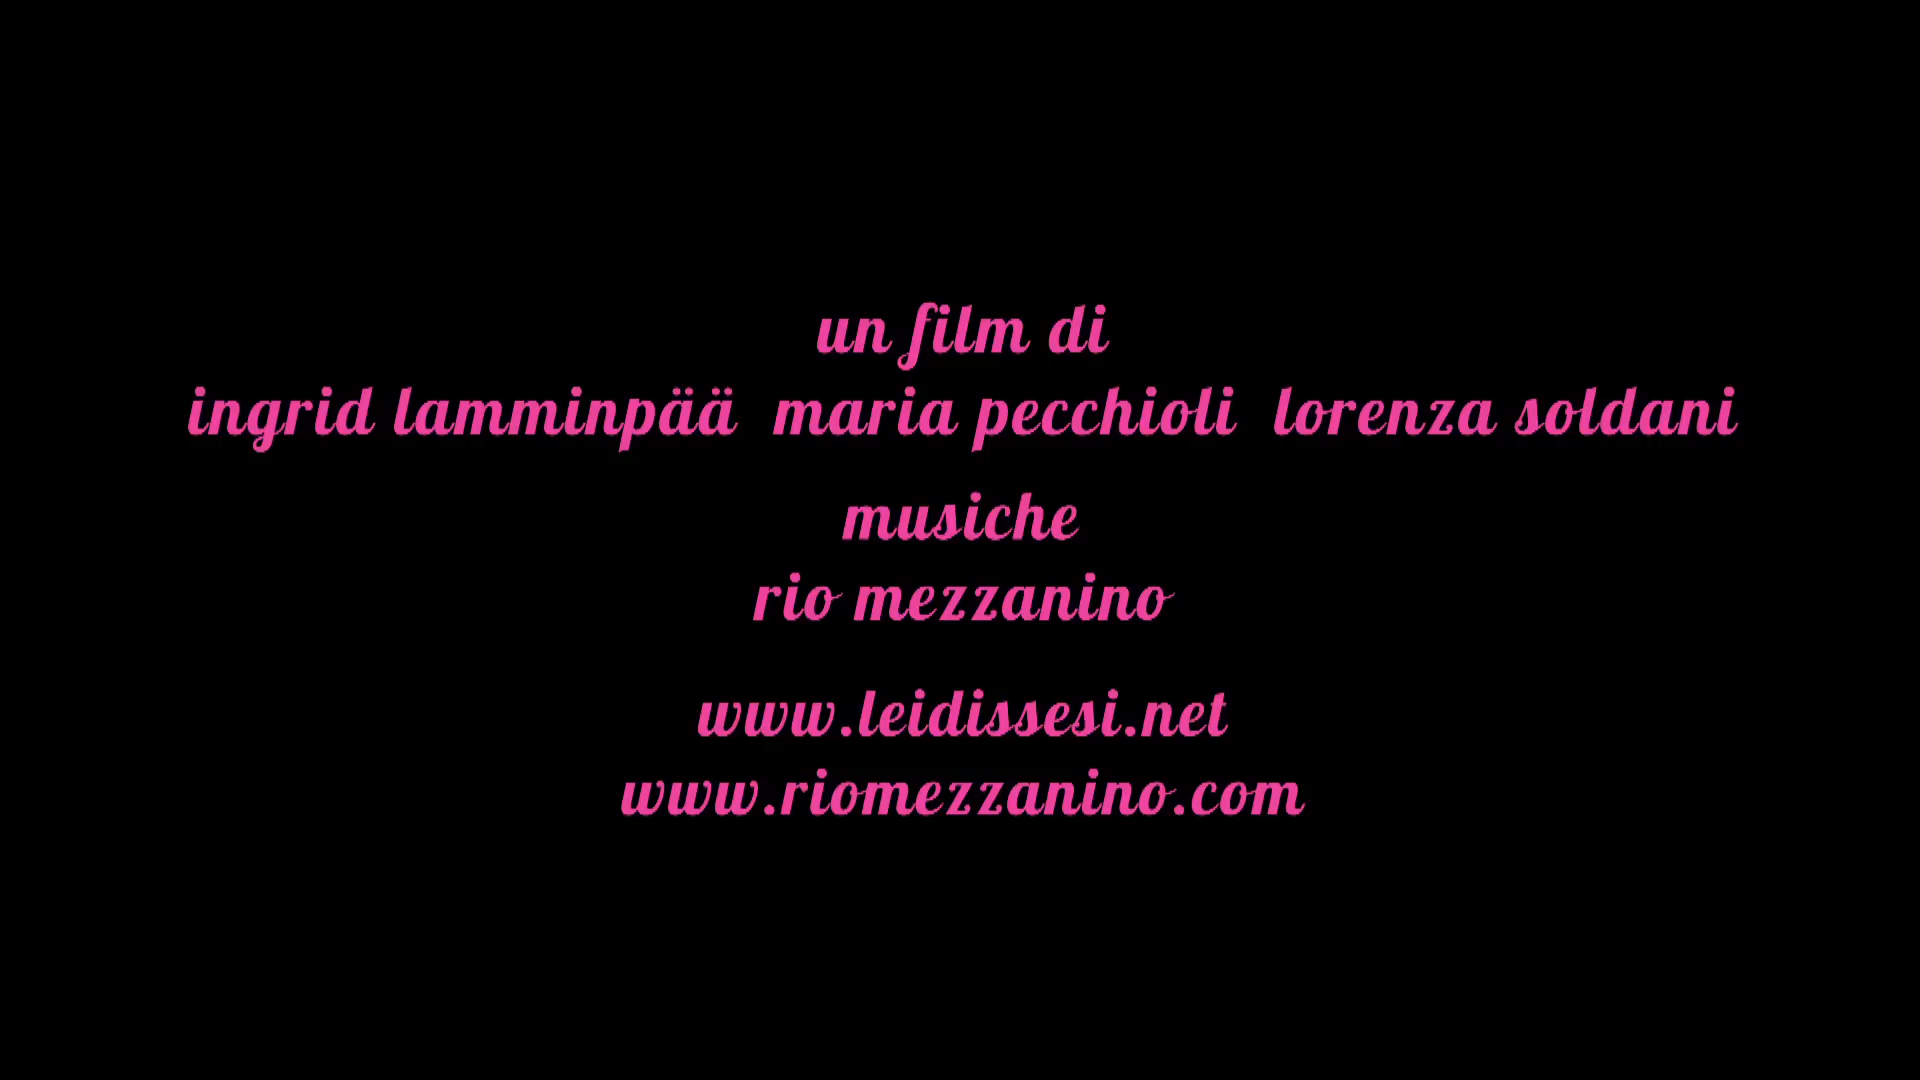 un film di
ingrid lamminpää maria pecchioli lorenza soldani
musiche
rio mezzanino
www.leidissesi.net
www.riomezzanino.com